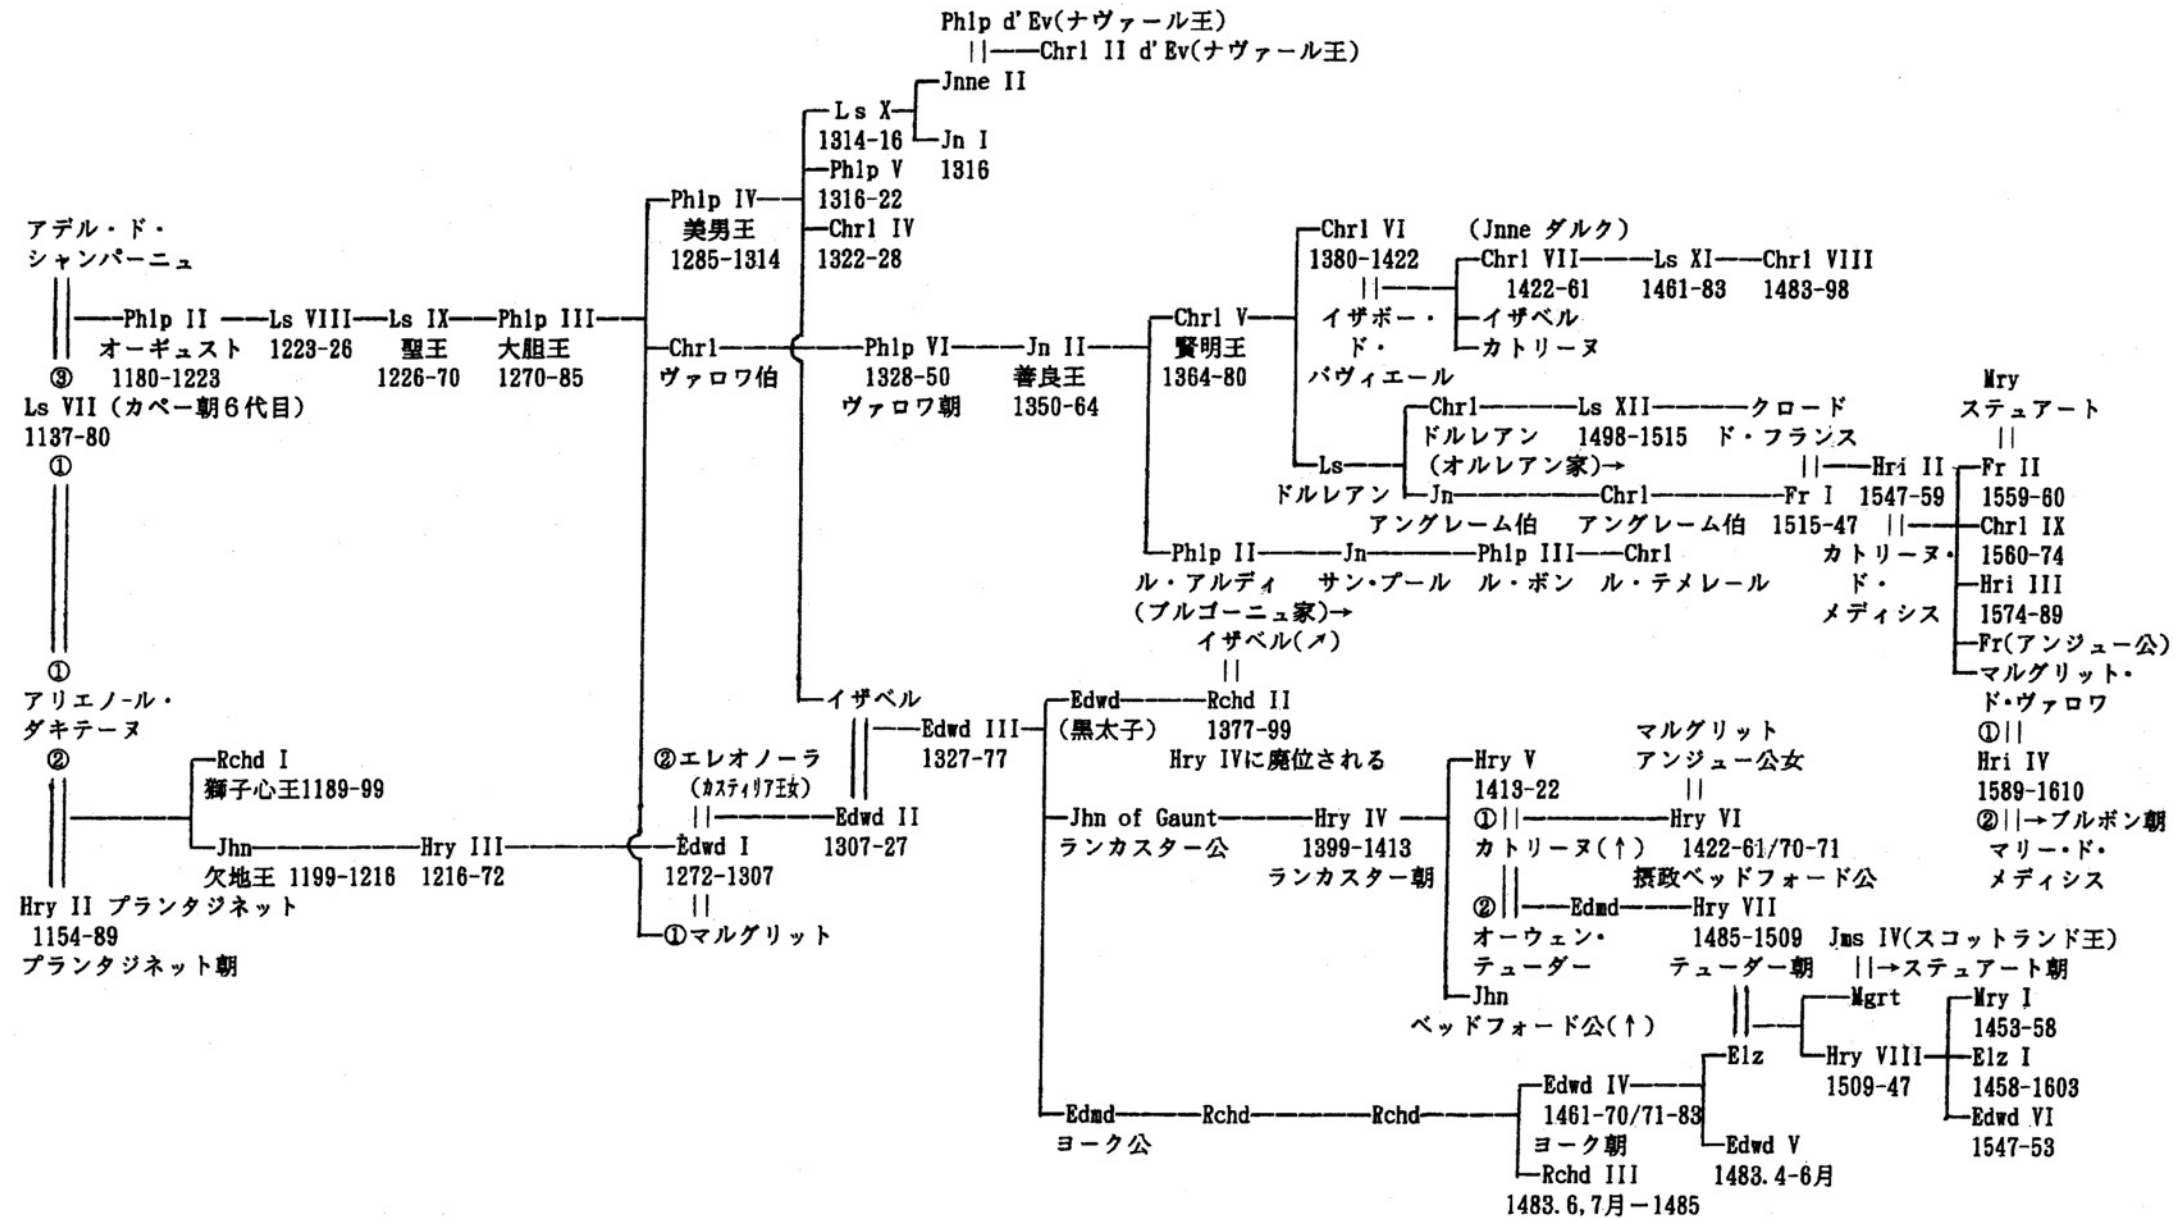 Phlp d'Ev(ナヴァール王)
Chrl II d'Ev(ナヴァール王)
Jnne II
Ls X
1314-16
Jn I
1316
Phlp V
1316-22
Phlp IV
美男王
1285-1314
Chrl IV
1322-28
アデル・ド・
シャンパーニュ
Phlp II
オーギュスト
1180-1223
Ls VIII
1223-26
Ls IX
聖王
1226-70
Phlp III
大胆王
1270-85
③
Ls VII (カペー朝6代目)
1137-80
①
Chrl
ヴァロワ伯
Phlp VI
1328-50
ヴァロワ朝
Jn II
善良王
1350-64
Chrl V
賢明王
1364-80
Chrl VI
1380-1422
イザボー・
ド・
バヴィエール
(Jnne ダルク)
Chrl VII
1422-61
Ls XI
1461-83
Chrl VIII
1483-98
イザベル
カトリーヌ
Ls
ドルレアン
Chrl
ドルレアン
(オルレアン家)→
Ls XII
1498-1515
クロード
ド・フランス
Jn
アングレーム伯
Chrl
アングレーム伯
Fr I
1515-47
Hri II
1547-59
カトリーヌ・
ド・
メディシス
Mry
ステュアート
Fr II
1559-60
Chrl IX
1560-74
Hri III
1574-89
Fr(アンジュー公)
マルグリット・
ド・ヴァロワ
①
Hri IV
1589-1610
②→ブルボン朝
マリー・ド・
メディシス
Phlp II
ル・アルディ
(ブルゴーニュ家)→
Jn
サン・プール
Phlp III
ル・ボン
Chrl
ル・テメレール
イザベル(↗)
①
アリエノール・
ダキテーヌ
②
Hry II プランタジネット
1154-89
プランタジネット朝
Rchd I
獅子心王1189-99
Jhn
欠地王 1199-1216
Hry III
1216-72
②エレオノーラ
(カスティリア王女)
Edwd I
1272-1307
①マルグリット
イザベル
Edwd II
1307-27
Edwd III
1327-77
Edwd
(黒太子)
Rchd II
1377-99
Hry IVに廃位される
Jhn of Gaunt
ランカスター公
Hry IV
1399-1413
ランカスター朝
Hry V
1413-22
①
カトリーヌ(↑)
②
オーウェン・
テューダー
マルグリット
アンジュー公女
Hry VI
1422-61/70-71
摂政ベッドフォード公
Edmd
Hry VII
1485-1509
テューダー朝
Jhn
ベッドフォード公(↑)
Jms IV(スコットランド王)
→ステュアート朝
Mgrt
Hry VIII
1509-47
Mry I
1453-58
Elz I
1458-1603
Edwd VI
1547-53
Elz
Edmd
ヨーク公
Rchd
Rchd
Edwd IV
1461-70/71-83
ヨーク朝
Rchd III
1483.6,7月-1485
Edwd V
1483.4-6月